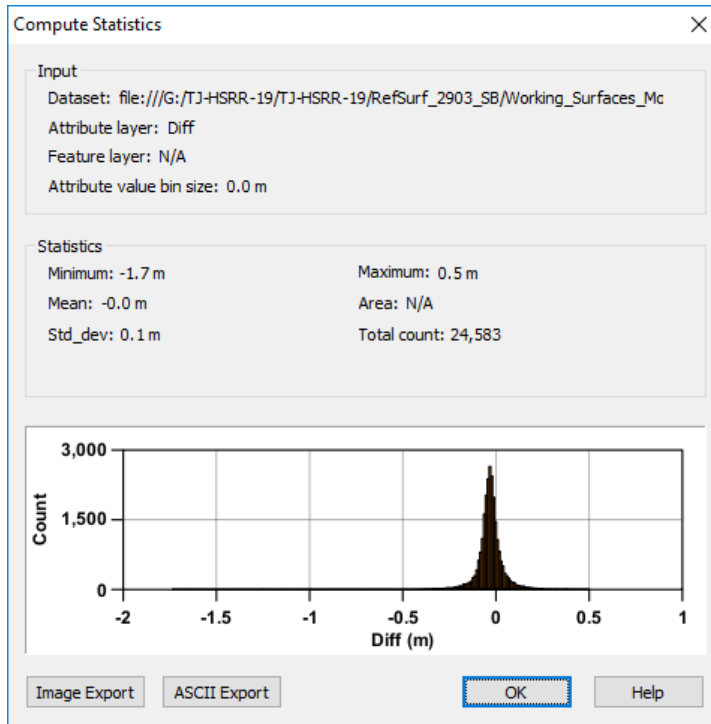 Compute Statistics
Input
Dataset: file:///G:/TJ-HSRR-19/TJ-HSRR-19/RefSurf_2903_SB/Working_Surfaces_Mc
Attribute layer: Diff
Feature layer: N/A
Attribute value bin size: 0.0 m
Statistics
Minimum: -1.7 m Maximum: 0.5 m
Mean: -0.0 m Area: N/A
Std_dev: 0.1 m Total count: 24,583
3,000
1,500
0
Count
-2 -1.5 -1 -0.5 0 0.5 1
Diff (m)
Image Export ASCII Export OK Help